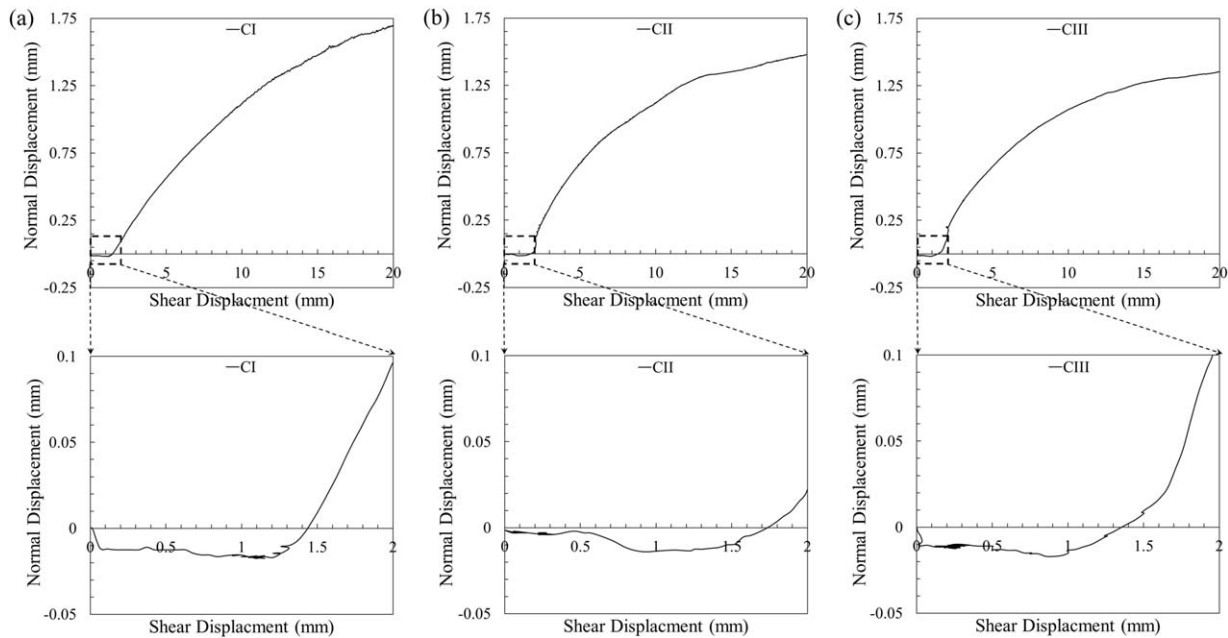 (a)
CI
1.75
1.25
0.75
0.25
-0.25
0
5
10
15
20
Normal Displacement (mm)
Shear Displacment (mm)
(b)
CII
1.75
1.25
0.75
0.25
-0.25
0
5
10
15
20
Normal Displacement (mm)
Shear Displacment (mm)
(c)
CIII
1.75
1.25
0.75
0.25
-0.25
0
5
10
15
20
Normal Displacement (mm)
Shear Displacment (mm)
CI
0.1
0.05
0
-0.05
0
0.5
1
1.5
2
Normal Displacement (mm)
Shear Displacment (mm)
CII
0.1
0.05
0
-0.05
0
0.5
1
1.5
2
Normal Displacement (mm)
Shear Displacment (mm)
CIII
0.1
0.05
0
-0.05
0
0.5
1
1.5
2
Normal Displacement (mm)
Shear Displacment (mm)